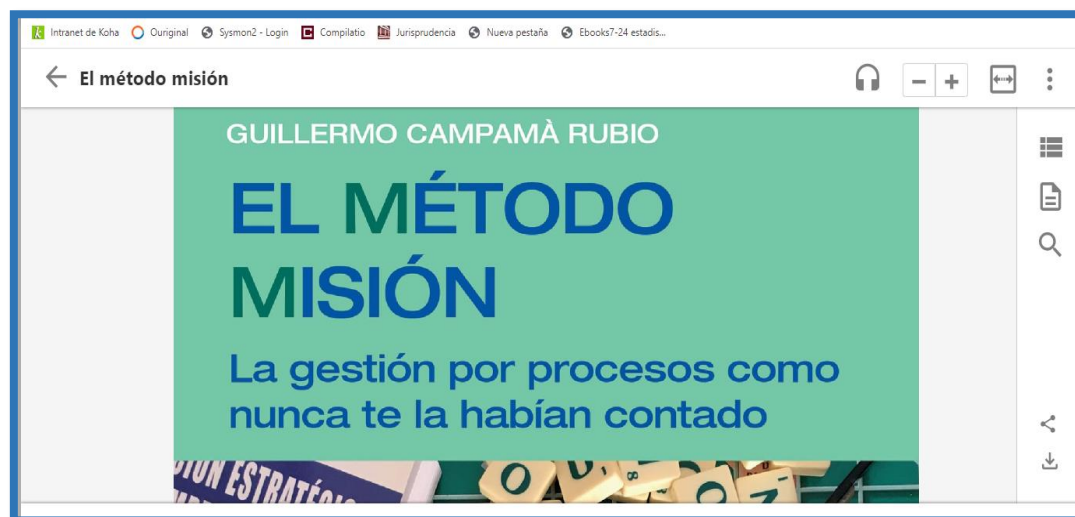 Intranet de Koha Ouriginal Sysmon2 - Login Compilatio Jurisprudencia Nueva pestaña Ebooks7-24 estadis...
El método misión
GUILLERMO CAMPAMÀ RUBIO
EL MÉTODO
MISIÓN
La gestión por procesos como
nunca te la habían contado
ESTRATÉGIC
O